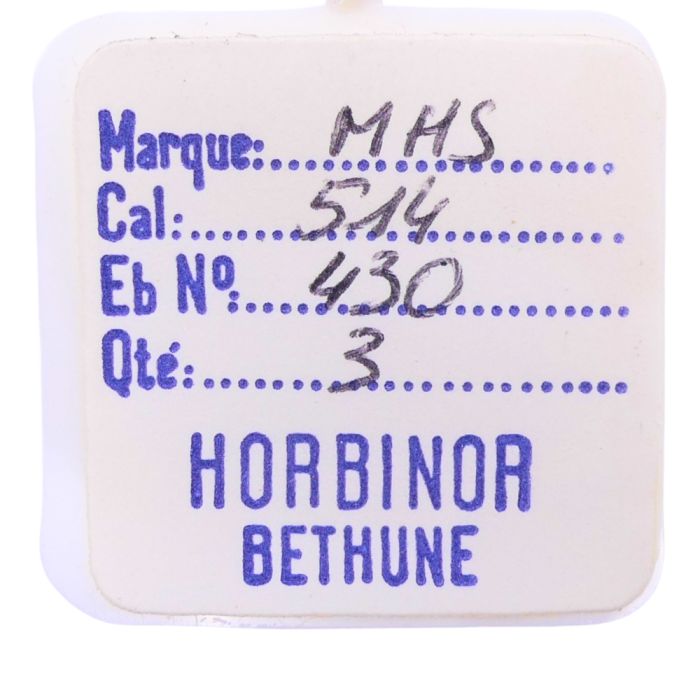 Marque:..........MHS..........
Cal:..........514..........
Eb Nº:..........430..........
Qté:..........3..........
HORBINOR
BETHUNE